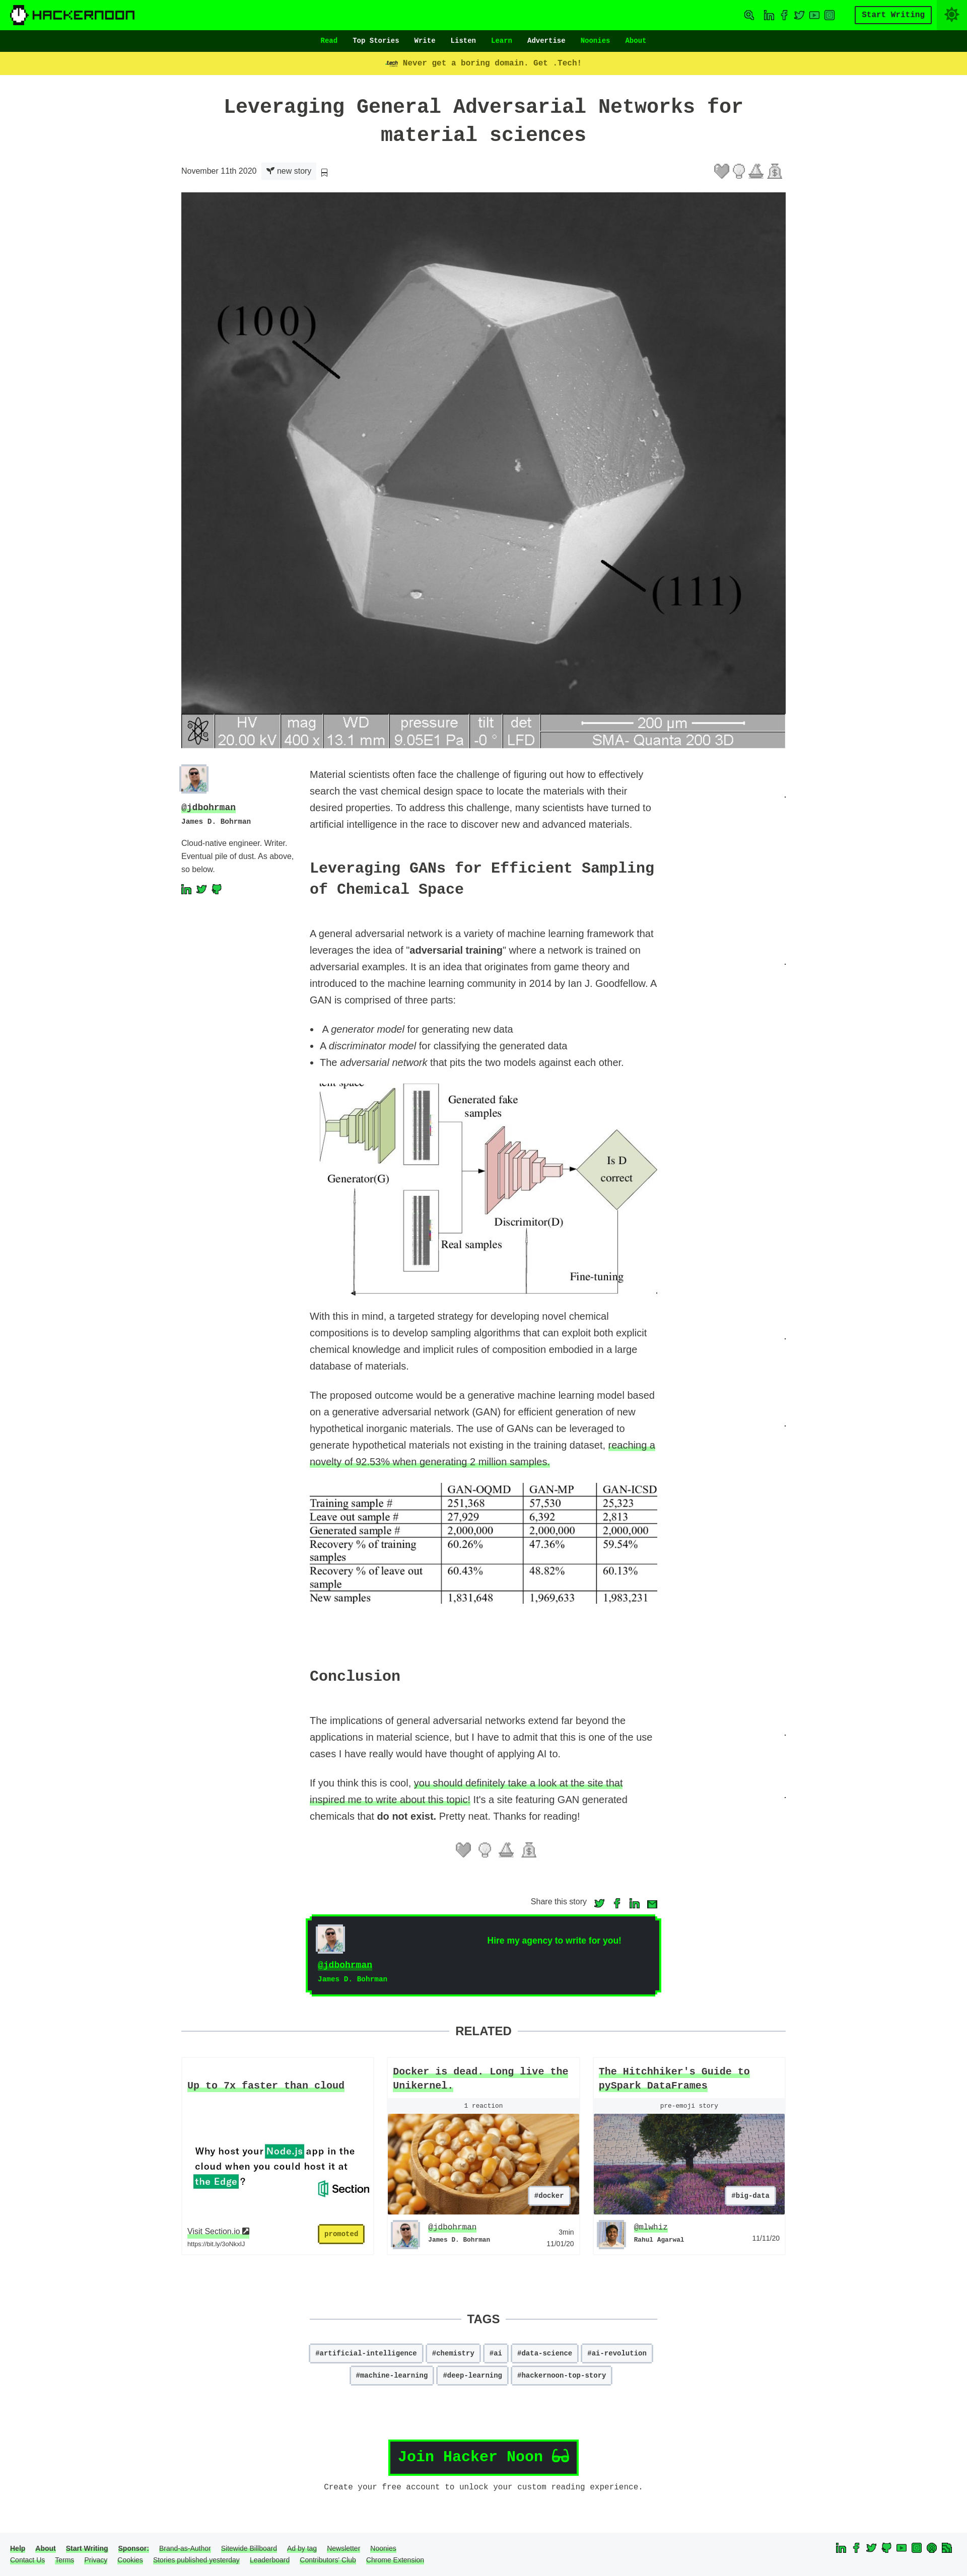 HACKERNOON
Start Writing
Read Top Stories Write Listen Learn Advertise Noonies About
.tech Never get a boring domain. Get .Tech!
Leveraging General Adversarial Networks for
material sciences
November 11th 2020 new story
(100)
(111)
HV mag WD pressure tilt det 200 µm
20.00 kV 400 x 13.1 mm 9.05E1 Pa -0 ° LFD SMA- Quanta 200 3D
@jdbohrman
James D. Bohrman
Cloud-native engineer. Writer.
Eventual pile of dust. As above,
so below.
Material scientists often face the challenge of figuring out how to effectively
search the vast chemical design space to locate the materials with their
desired properties. To address this challenge, many scientists have turned to
artificial intelligence in the race to discover new and advanced materials.
Leveraging GANs for Efficient Sampling
of Chemical Space
A general adversarial network is a variety of machine learning framework that
leverages the idea of "adversarial training" where a network is trained on
adversarial examples. It is an idea that originates from game theory and
introduced to the machine learning community in 2014 by Ian J. Goodfellow. A
GAN is comprised of three parts:
• A generator model for generating new data
• A discriminator model for classifying the generated data
• The adversarial network that pits the two models against each other.
tent space
Generated fake
samples
Is D
correct
Generator(G)
Discrimitor(D)
Real samples
Fine-tuning
With this in mind, a targeted strategy for developing novel chemical
compositions is to develop sampling algorithms that can exploit both explicit
chemical knowledge and implicit rules of composition embodied in a large
database of materials.
The proposed outcome would be a generative machine learning model based
on a generative adversarial network (GAN) for efficient generation of new
hypothetical inorganic materials. The use of GANs can be leveraged to
generate hypothetical materials not existing in the training dataset, reaching a
novelty of 92.53% when generating 2 million samples.
GAN-OQMD GAN-MP GAN-ICSD
Training sample # 251,368 57,530 25,323
Leave out sample # 27,929 6,392 2,813
Generated sample # 2,000,000 2,000,000 2,000,000
Recovery % of training 60.26% 47.36% 59.54%
samples
Recovery % of leave out 60.43% 48.82% 60.13%
sample
New samples 1,831,648 1,969,633 1,983,231
Conclusion
The implications of general adversarial networks extend far beyond the
applications in material science, but I have to admit that this is one of the use
cases I have really would have thought of applying AI to.
If you think this is cool, you should definitely take a look at the site that
inspired me to write about this topic! It's a site featuring GAN generated
chemicals that do not exist. Pretty neat. Thanks for reading!
Share this story
Hire my agency to write for you!
@jdbohrman
James D. Bohrman
RELATED
Up to 7x faster than cloud
Why host your Node.js app in the
cloud when you could host it at
the Edge ?
Section
Visit Section.io
https://bit.ly/3oNkxIJ
promoted
Docker is dead. Long live the
Unikernel.
1 reaction
#docker
@jdbohrman
James D. Bohrman
3min
11/01/20
The Hitchhiker's Guide to
pySpark DataFrames
pre-emoji story
#big-data
@mlwhiz
Rahul Agarwal
11/11/20
TAGS
#artificial-intelligence #chemistry #ai #data-science #ai-revolution
#machine-learning #deep-learning #hackernoon-top-story
Join Hacker Noon
Create your free account to unlock your custom reading experience.
Help About Start Writing Sponsor: Brand-as-Author Sitewide Billboard Ad by tag Newsletter Noonies
Contact Us Terms Privacy Cookies Stories published yesterday Leaderboard Contributors' Club Chrome Extension